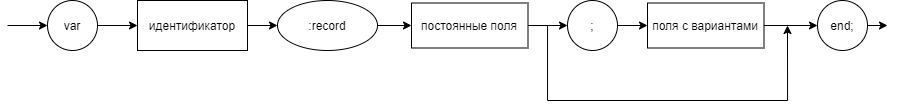 var идентификатор :record постоянные поля ; поля с вариантами end;